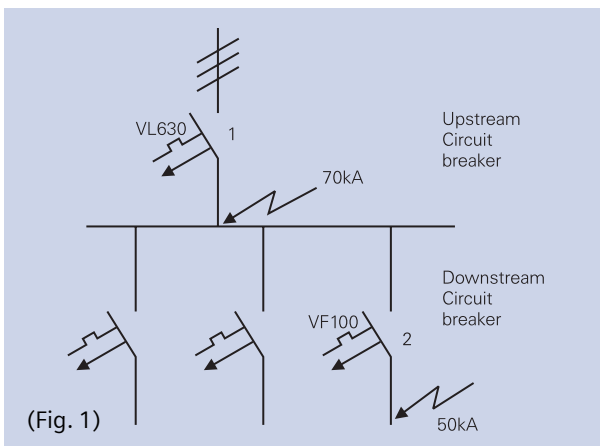 VL630
1
Upstream
Circuit
breaker
70kA
Downstream
Circuit
breaker
VF100
2
(Fig. 1)
50kA